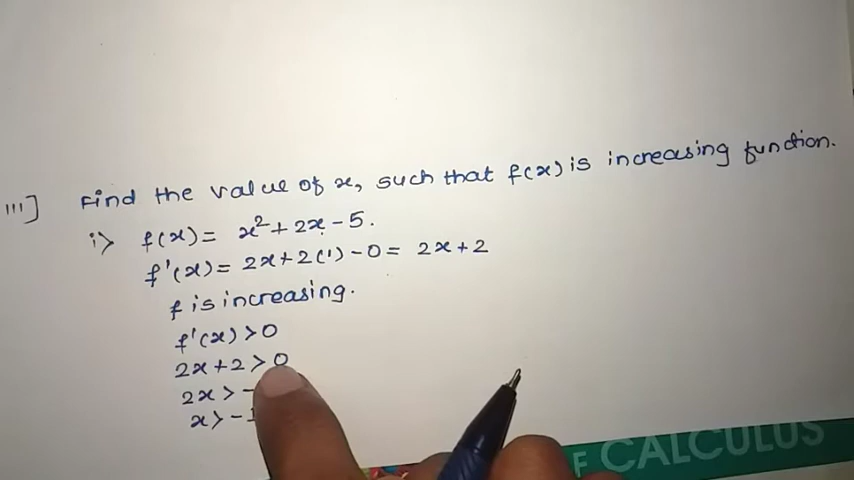 III] Find the value of x, such that f(x) is increasing function.
i> f(x) = x² + 2x - 5.
f'(x) = 2x + 2(1) - 0 = 2x + 2
f is increasing.
f'(x) > 0
2x + 2 > 0
2x > -
x > -1
F CALCULUS